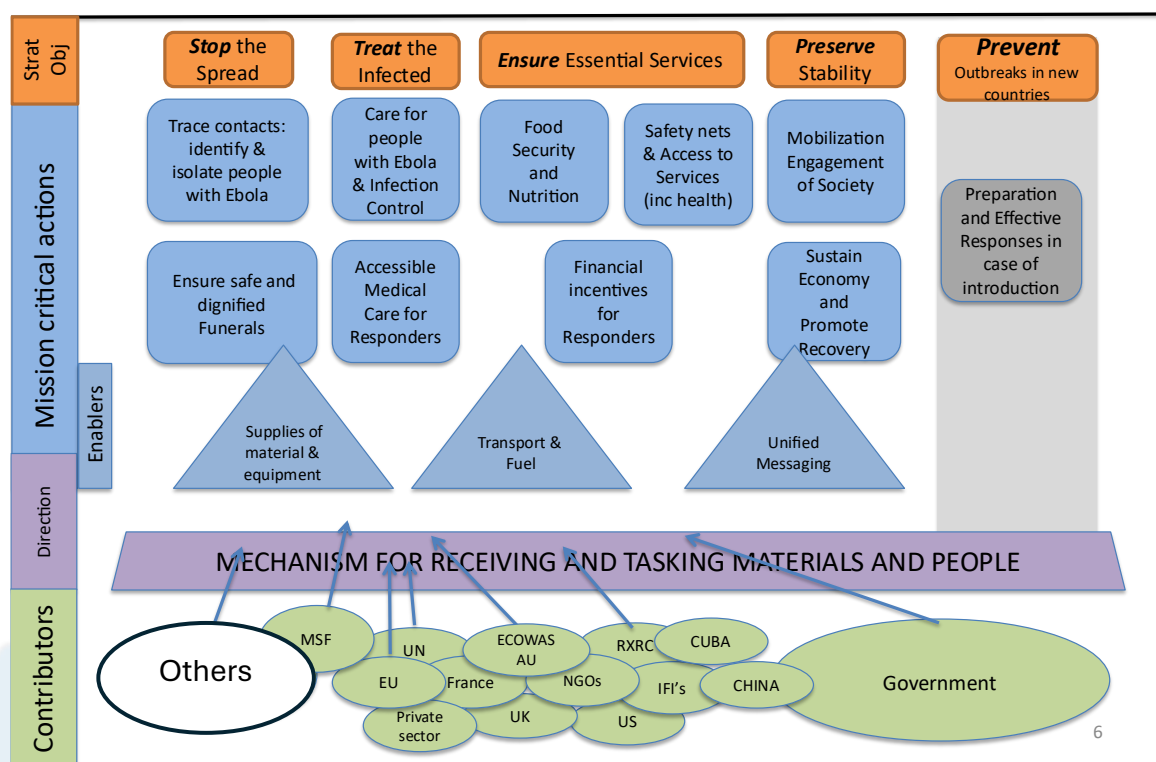 Strat
Obj
Stop the
Spread
Treat the
Infected
Ensure Essential Services
Preserve
Stability
Prevent
Outbreaks in new
countries
Mission critical actions
Trace contacts:
identify &
isolate people
with Ebola
Care for
people
with Ebola
& Infection
Control
Food
Security
and
Nutrition
Safety nets
& Access to
Services
(inc health)
Mobilization
Engagement
of Society
Preparation
and Effective
Responses in
case of
introduction
Ensure safe and
dignified
Funerals
Accessible
Medical
Care for
Responders
Financial
incentives
for
Responders
Sustain
Economy
and
Promote
Recovery
Enablers
Supplies of
material &
equipment
Transport &
Fuel
Unified
Messaging
Direction
MECHANISM FOR RECEIVING AND TASKING MATERIALS AND PEOPLE
Contributors
Others
MSF
UN
ECOWAS
AU
RXRC
CUBA
EU
France
NGOs
IFI's
CHINA
Government
Private
sector
UK
US
6